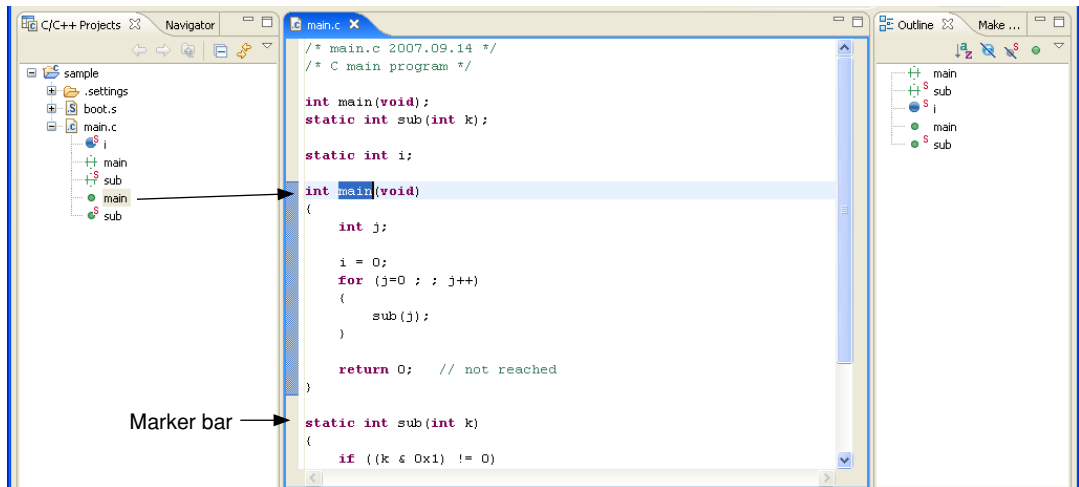 C/C++ Projects
Navigator
sample
.settings
boot.s
main.c
S i
main
S sub
main
S sub
Marker bar
main.c
/* main.c 2007.09.14 */
/* C main program */
int main(void);
static int sub(int k);
static int i;
int main(void)
{
    int j;
    i = 0;
    for (j=0 ; ; j++)
    {
        sub(j);
    }
    return 0;   // not reached
}
static int sub(int k)
{
    if ((k & 0x1) != 0)
Outline
Make ...
main
S sub
S i
main
S sub